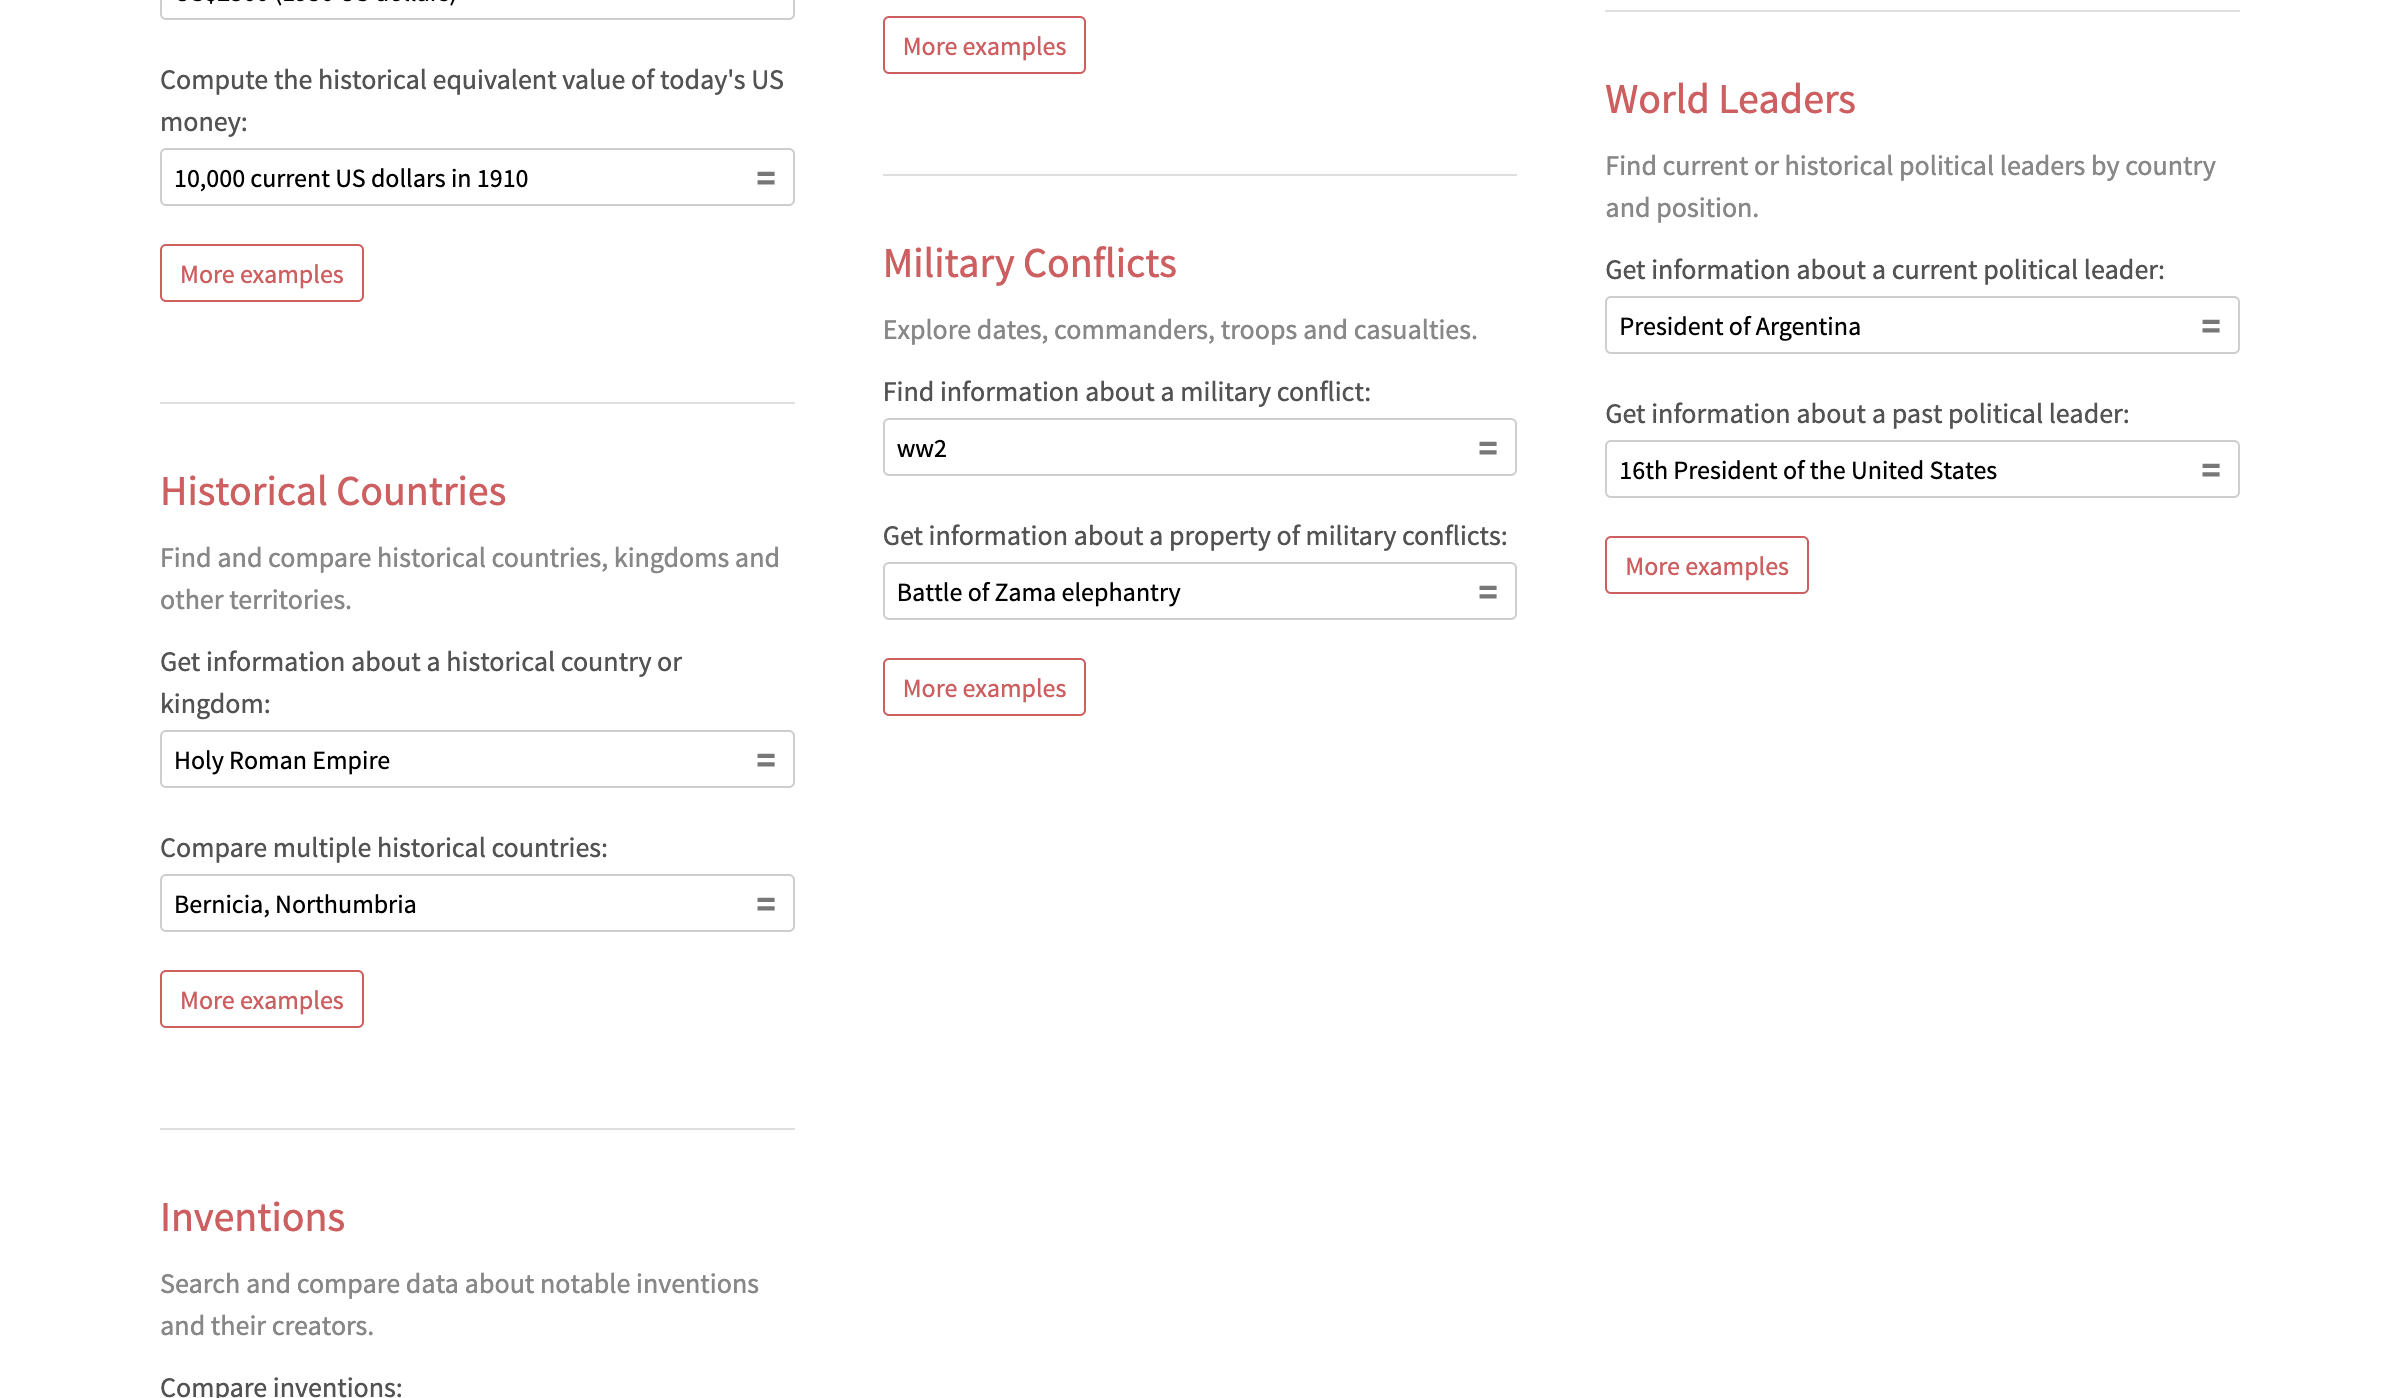 Compute the historical equivalent value of today's US
money:
10,000 current US dollars in 1910
More examples
Historical Countries
Find and compare historical countries, kingdoms and
other territories.
Get information about a historical country or
kingdom:
Holy Roman Empire
Compare multiple historical countries:
Bernicia, Northumbria
More examples
Inventions
Search and compare data about notable inventions
and their creators.
Compare inventions:
More examples
Military Conflicts
Explore dates, commanders, troops and casualties.
Find information about a military conflict:
ww2
Get information about a property of military conflicts:
Battle of Zama elephantry
More examples
World Leaders
Find current or historical political leaders by country
and position.
Get information about a current political leader:
President of Argentina
Get information about a past political leader:
16th President of the United States
More examples